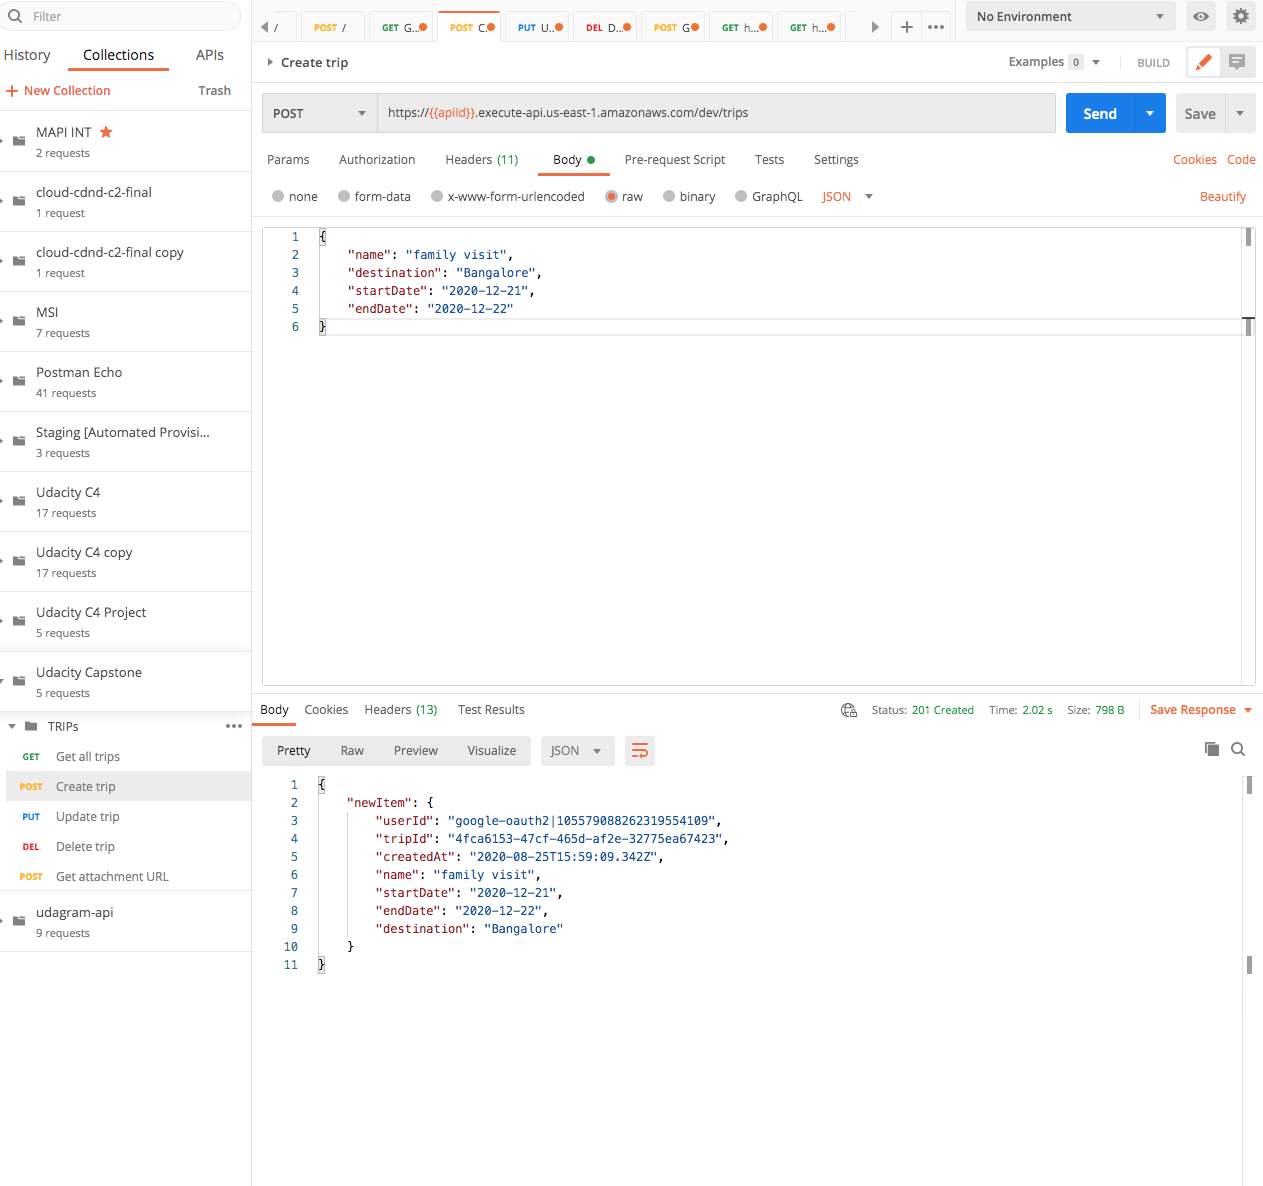 Filter
History Collections APIs
+ New Collection Trash
MAPI INT
2 requests
cloud-cdnd-c2-final
1 request
cloud-cdnd-c2-final copy
1 request
MSI
7 requests
Postman Echo
41 requests
Staging [Automated Provisi...
3 requests
Udacity C4
17 requests
Udacity C4 copy
17 requests
Udacity C4 Project
5 requests
Udacity Capstone
5 requests
TRIPs
GET Get all trips
POST Create trip
PUT Update trip
DEL Delete trip
POST Get attachment URL
udagram-api
9 requests
/ POST / GET G... POST C. PUT U.. DEL D... POST G GET h... GET h... + •••
No Environment
Create trip
Examples 0 BUILD
POST https://{{apiId}}.execute-api.us-east-1.amazonaws.com/dev/trips Send Save
Params Authorization Headers (11) Body Pre-request Script Tests Settings Cookies Code
none form-data x-www-form-urlencoded raw binary GraphQL JSON Beautify
1 {
2 "name": "family visit",
3 "destination": "Bangalore",
4 "startDate": "2020-12-21",
5 "endDate": "2020-12-22"
6 }
Body Cookies Headers (13) Test Results Status: 201 Created Time: 2.02 s Size: 798 B Save Response
Pretty Raw Preview Visualize JSON
1 {
2 "newItem": {
3 "userId": "google-oauth2|105579088262319554109",
4 "tripId": "4fca6153-47cf-465d-af2e-32775ea67423",
5 "createdAt": "2020-08-25T15:59:09.342Z",
6 "name": "family visit",
7 "startDate": "2020-12-21",
8 "endDate": "2020-12-22",
9 "destination": "Bangalore"
10 }
11 }